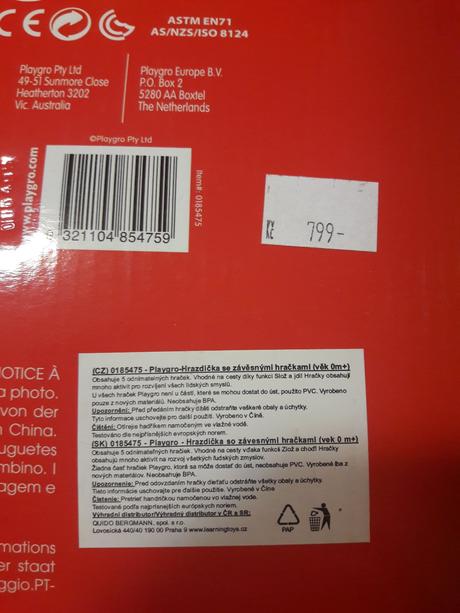 CE
ASTM EN71
AS/NZS/ISO 8124
Playgro Pty Ltd
49-51 Sunmore Close
Heatherton 3202
Vic. Australia
Playgro Europe B.V.
P.O. Box 2
5280 AA Boxtel
The Netherlands
©Playgro Pty Ltd
www.playgro.com
321104 854759
Item#: 0185475
Kč 799-
NOTICE À
a photo.
von der
China.
uguetes
mbino. I
agem e
rmations
er staat
ggio.PT-
(CZ) 0185475 - Playgro-Hrazdička se závěsnými hračkami (věk 0m+)
Obsahuje 5 odnímatelných hraček. Vhodné na cesty díky funkci Slož a jdi! Hračky obsahují
mnoho aktivit pro rozvíjení všech lidských smyslů.
U všech hraček Playgro není u částí, které se mohou dostat do úst, použito PVC. Vyrobeno
pouze z nových materiálů. Neobsahuje BPA.
Upozornění: Před předáním hračky dítěti odstraňte veškeré obaly a úchytky.
Tyto informace uschovejte pro další použití. Vyrobeno v Číně.
Čištění: Otírejte hadříkem namočeným ve vlažné vodě.
Testováno dle nejpřísnějších evropských norem.
(SK) 0185475 - Playgro - Hrazdička so závesnými hračkami (vek 0 m+)
Obsahuje 5 odnímatelných hračiek. Vhodné na cesty vďaka funkcii Zlož a choď! Hračky
obsahujú mnoho aktivít na rozvoj všetkých ľudských zmyslov.
Žiadna časť hračiek Playgro, ktorá sa môže dostať do úst, neobsahuje PVC. Vyrobené iba z
nových materiálov. Neobsahuje BPA.
Upozornenie: Pred odovzdaním hračky dieťaťu odstráňte všetky obaly a úchytky.
Tieto informácie uschovajte pre ďalšie použitie. Vyrobené v Číne
Čistenie: Pretrieť handričkou namočenou vo vlažnej vode.
Testované podľa najprísnejších európskych noriem.
Výhradní distributor/Výhradný distribútor v ČR a SR:
QUIDO BERGMANN, spol. s r.o.
Lovosická 440/40 190 00 Praha 9 www.learningtoys.cz
PAP